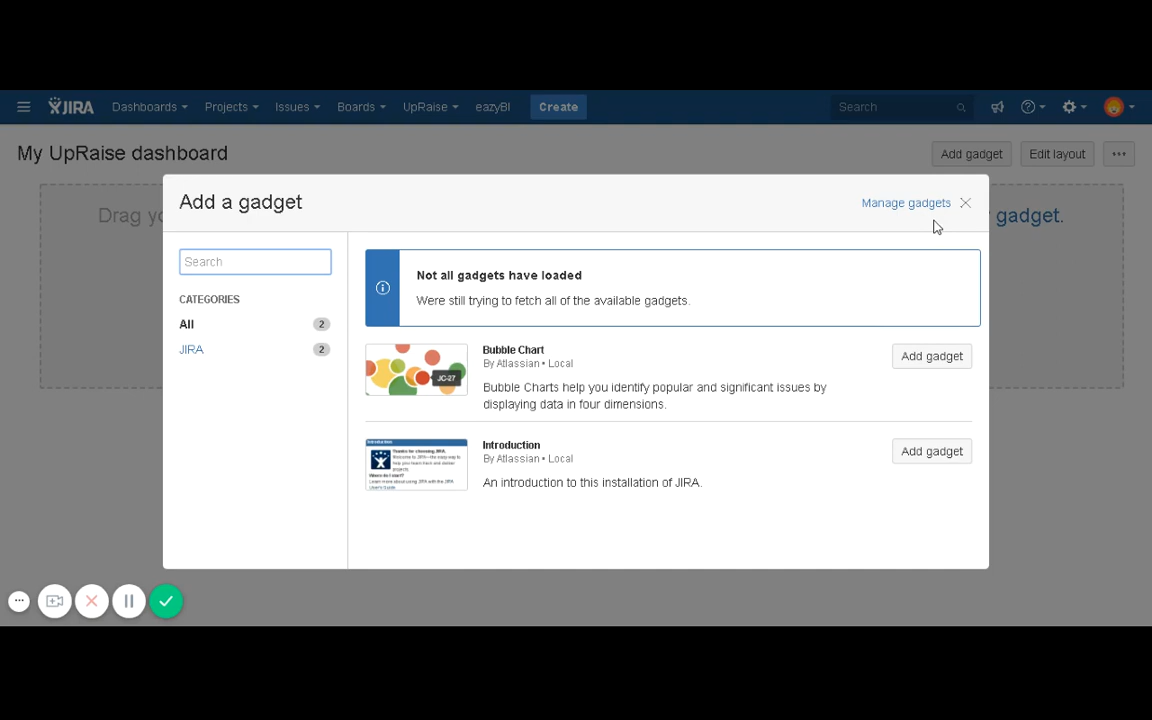 JIRA Dashboards Projects Issues Boards UpRaise eazyBI Create Search
My UpRaise dashboard Add gadget Edit layout
Drag yo gadget.
Add a gadget Manage gadgets
Search
CATEGORIES
All 2
JIRA 2
Not all gadgets have loaded
Were still trying to fetch all of the available gadgets.
JC-27
Bubble Chart
By Atlassian • Local
Bubble Charts help you identify popular and significant issues by
displaying data in four dimensions.
Add gadget
Introduction
Thanks for choosing JIRA.
Introduction
By Atlassian • Local
An introduction to this installation of JIRA.
Add gadget